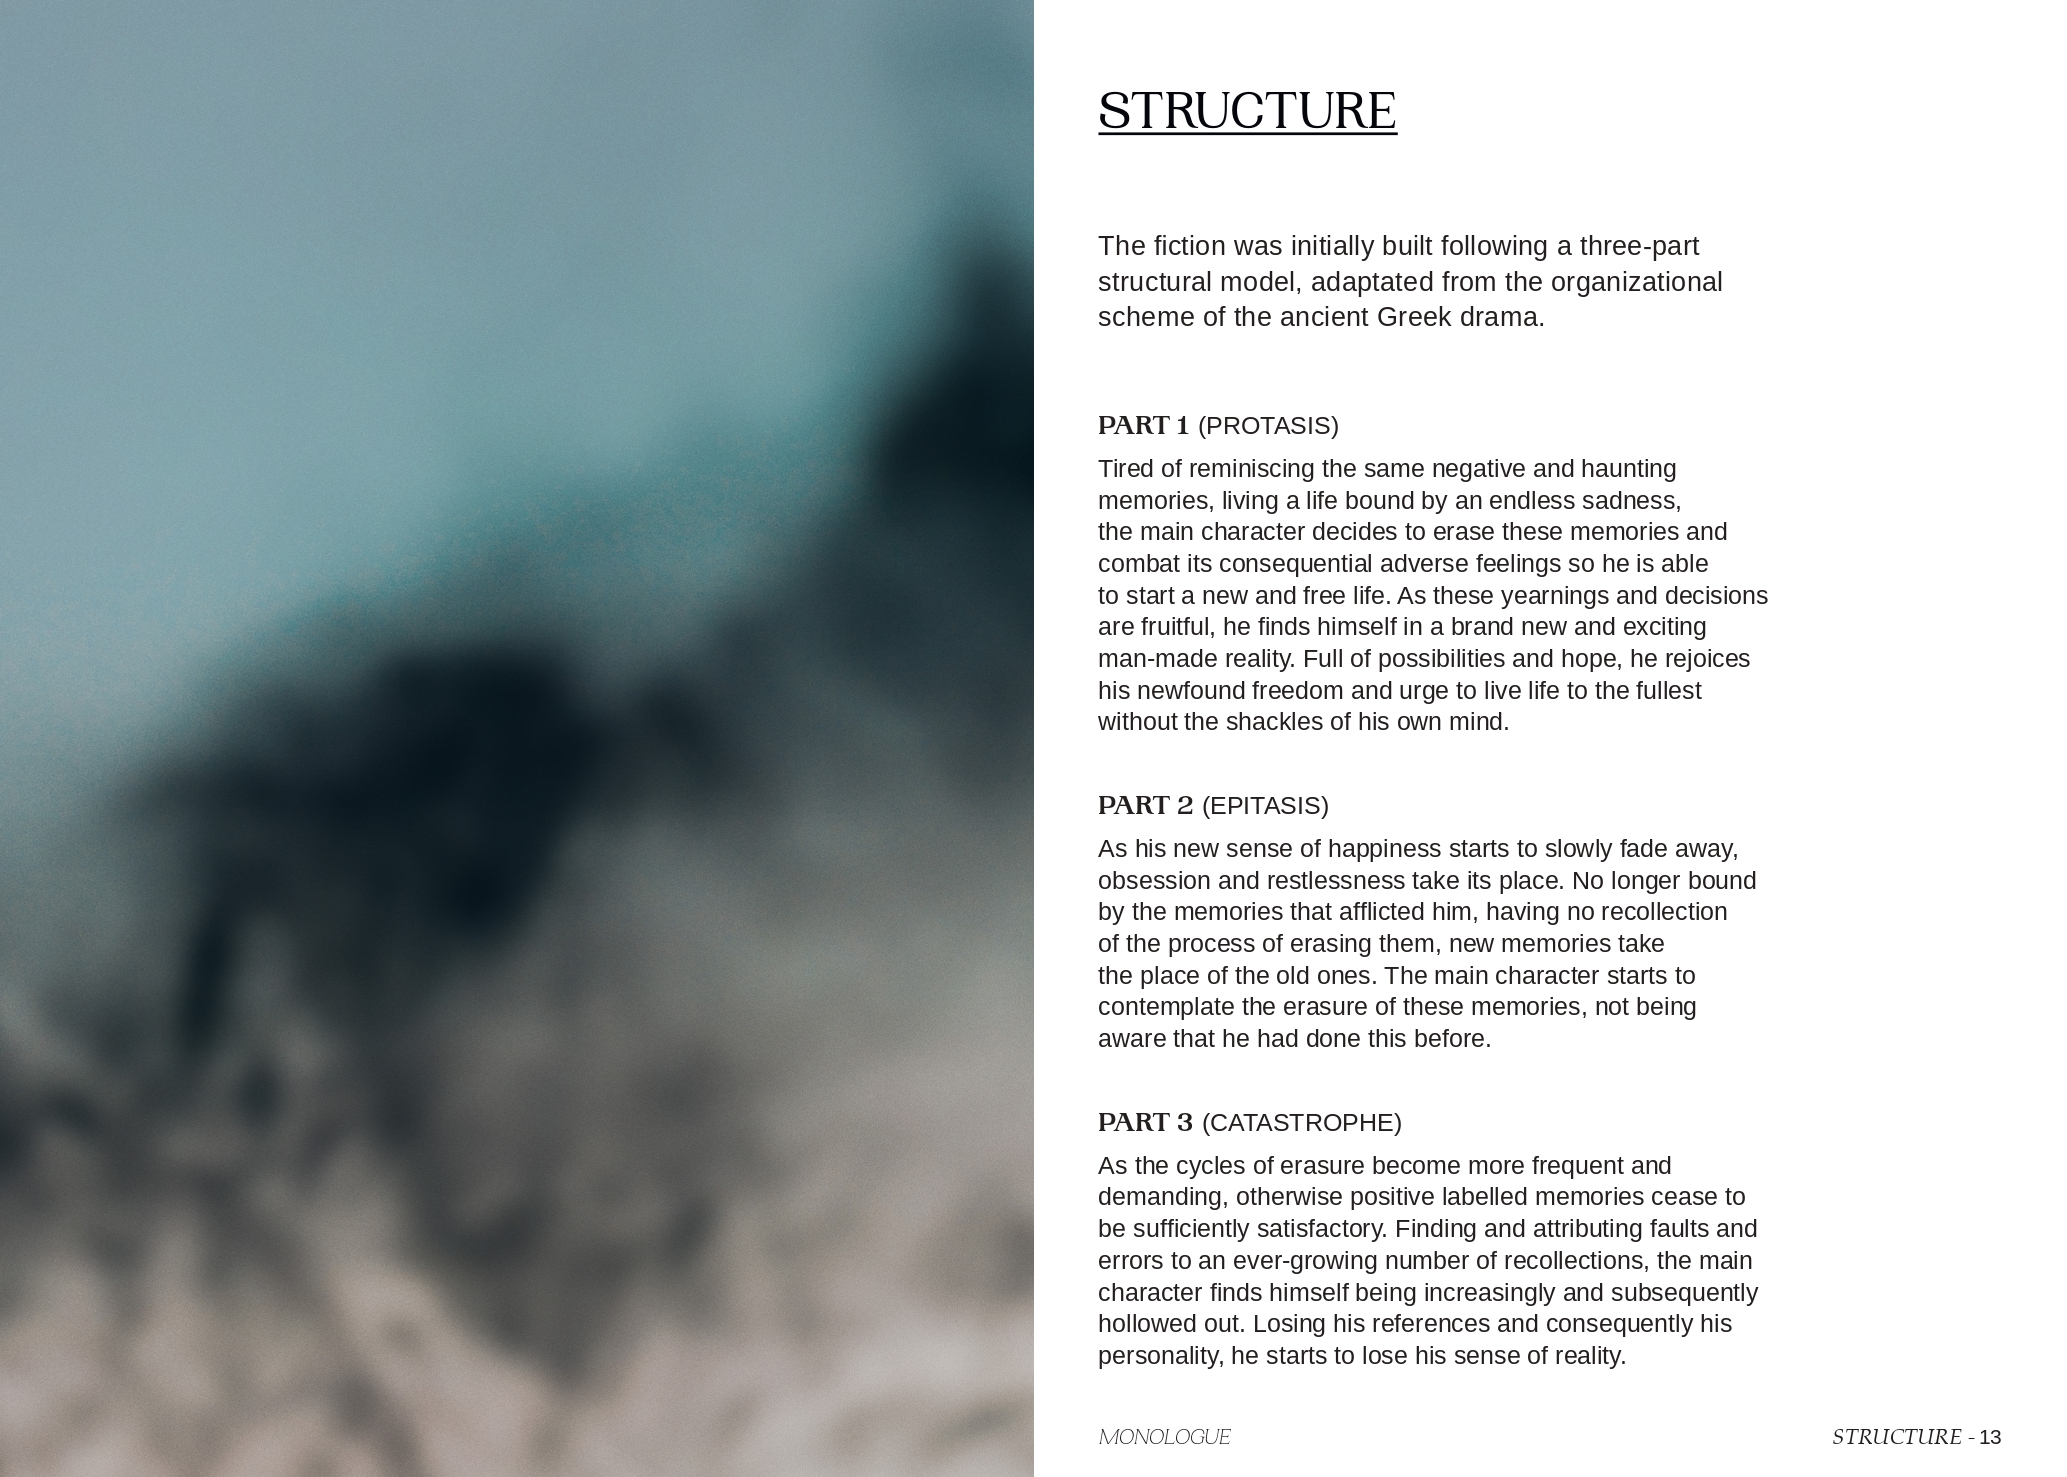 STRUCTURE
The fiction was initially built following a three-part
structural model, adaptated from the organizational
scheme of the ancient Greek drama.
PART 1 (PROTASIS)
Tired of reminiscing the same negative and haunting
memories, living a life bound by an endless sadness,
the main character decides to erase these memories and
combat its consequential adverse feelings so he is able
to start a new and free life. As these yearnings and decisions
are fruitful, he finds himself in a brand new and exciting
man-made reality. Full of possibilities and hope, he rejoices
his newfound freedom and urge to live life to the fullest
without the shackles of his own mind.
PART 2 (EPITASIS)
As his new sense of happiness starts to slowly fade away,
obsession and restlessness take its place. No longer bound
by the memories that afflicted him, having no recollection
of the process of erasing them, new memories take
the place of the old ones. The main character starts to
contemplate the erasure of these memories, not being
aware that he had done this before.
PART 3 (CATASTROPHE)
As the cycles of erasure become more frequent and
demanding, otherwise positive labelled memories cease to
be sufficiently satisfactory. Finding and attributing faults and
errors to an ever-growing number of recollections, the main
character finds himself being increasingly and subsequently
hollowed out. Losing his references and consequently his
personality, he starts to lose his sense of reality.
MONOLOGUE
STRUCTURE - 13